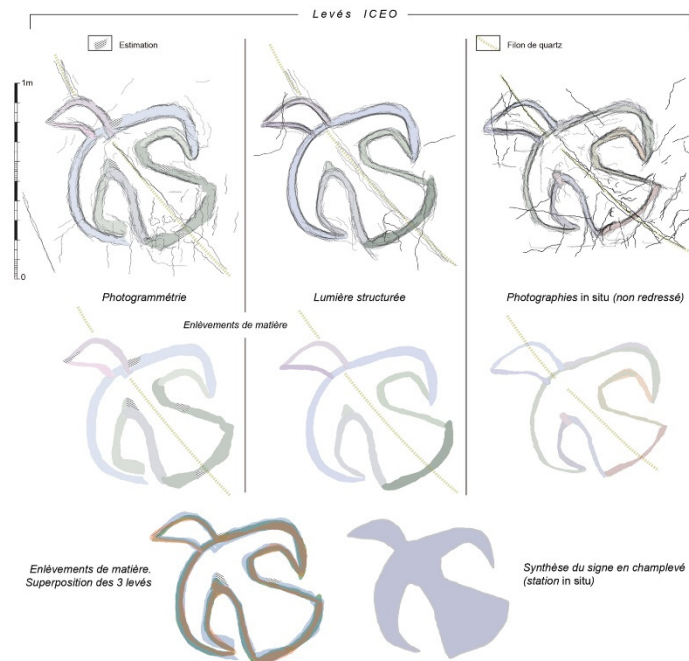 Levés ICEO
Estimation
Filon de quartz
1m
0
Photogrammétrie
Lumière structurée
Photographies in situ (non redressé)
Enlèvements de matière
Enlèvements de matière.
Superposition des 3 levés
Synthèse du signe en champlevé
(station in situ)